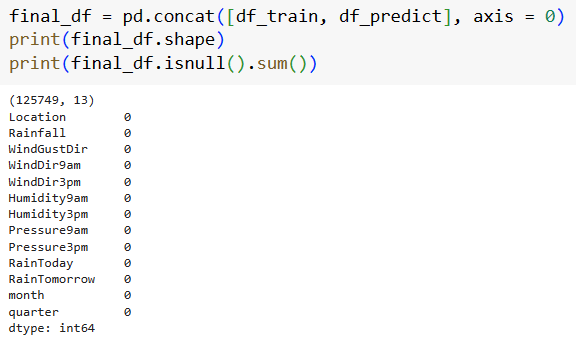 final_df = pd.concat([df_train, df_predict], axis = 0)
print(final_df.shape)
print(final_df.isnull().sum())
(125749, 13)
Location 0
Rainfall 0
WindGustDir 0
WindDir9am 0
WindDir3pm 0
Humidity9am 0
Humidity3pm 0
Pressure9am 0
Pressure3pm 0
RainToday 0
RainTomorrow 0
month 0
quarter 0
dtype: int64